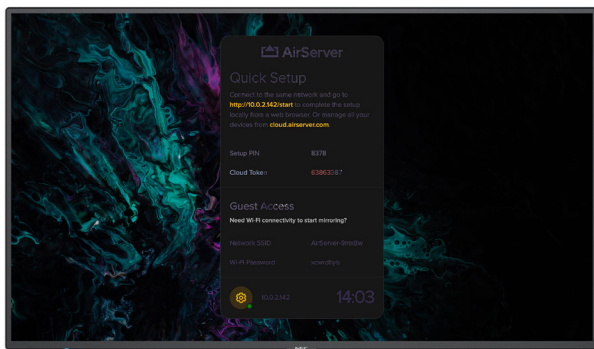 AirServer
Quick Setup
Connect to the same network and go to
http://10.0.2.142/start to complete the setup
locally from a web browser. Or manage all your
devices from cloud.airserver.com
Setup PIN 8378
Cloud Token
Guest Access
Need Wi-Fi connectivity to start mirroring?
Network SSID
Wi-Fi Password
10.0.2.142 14:03